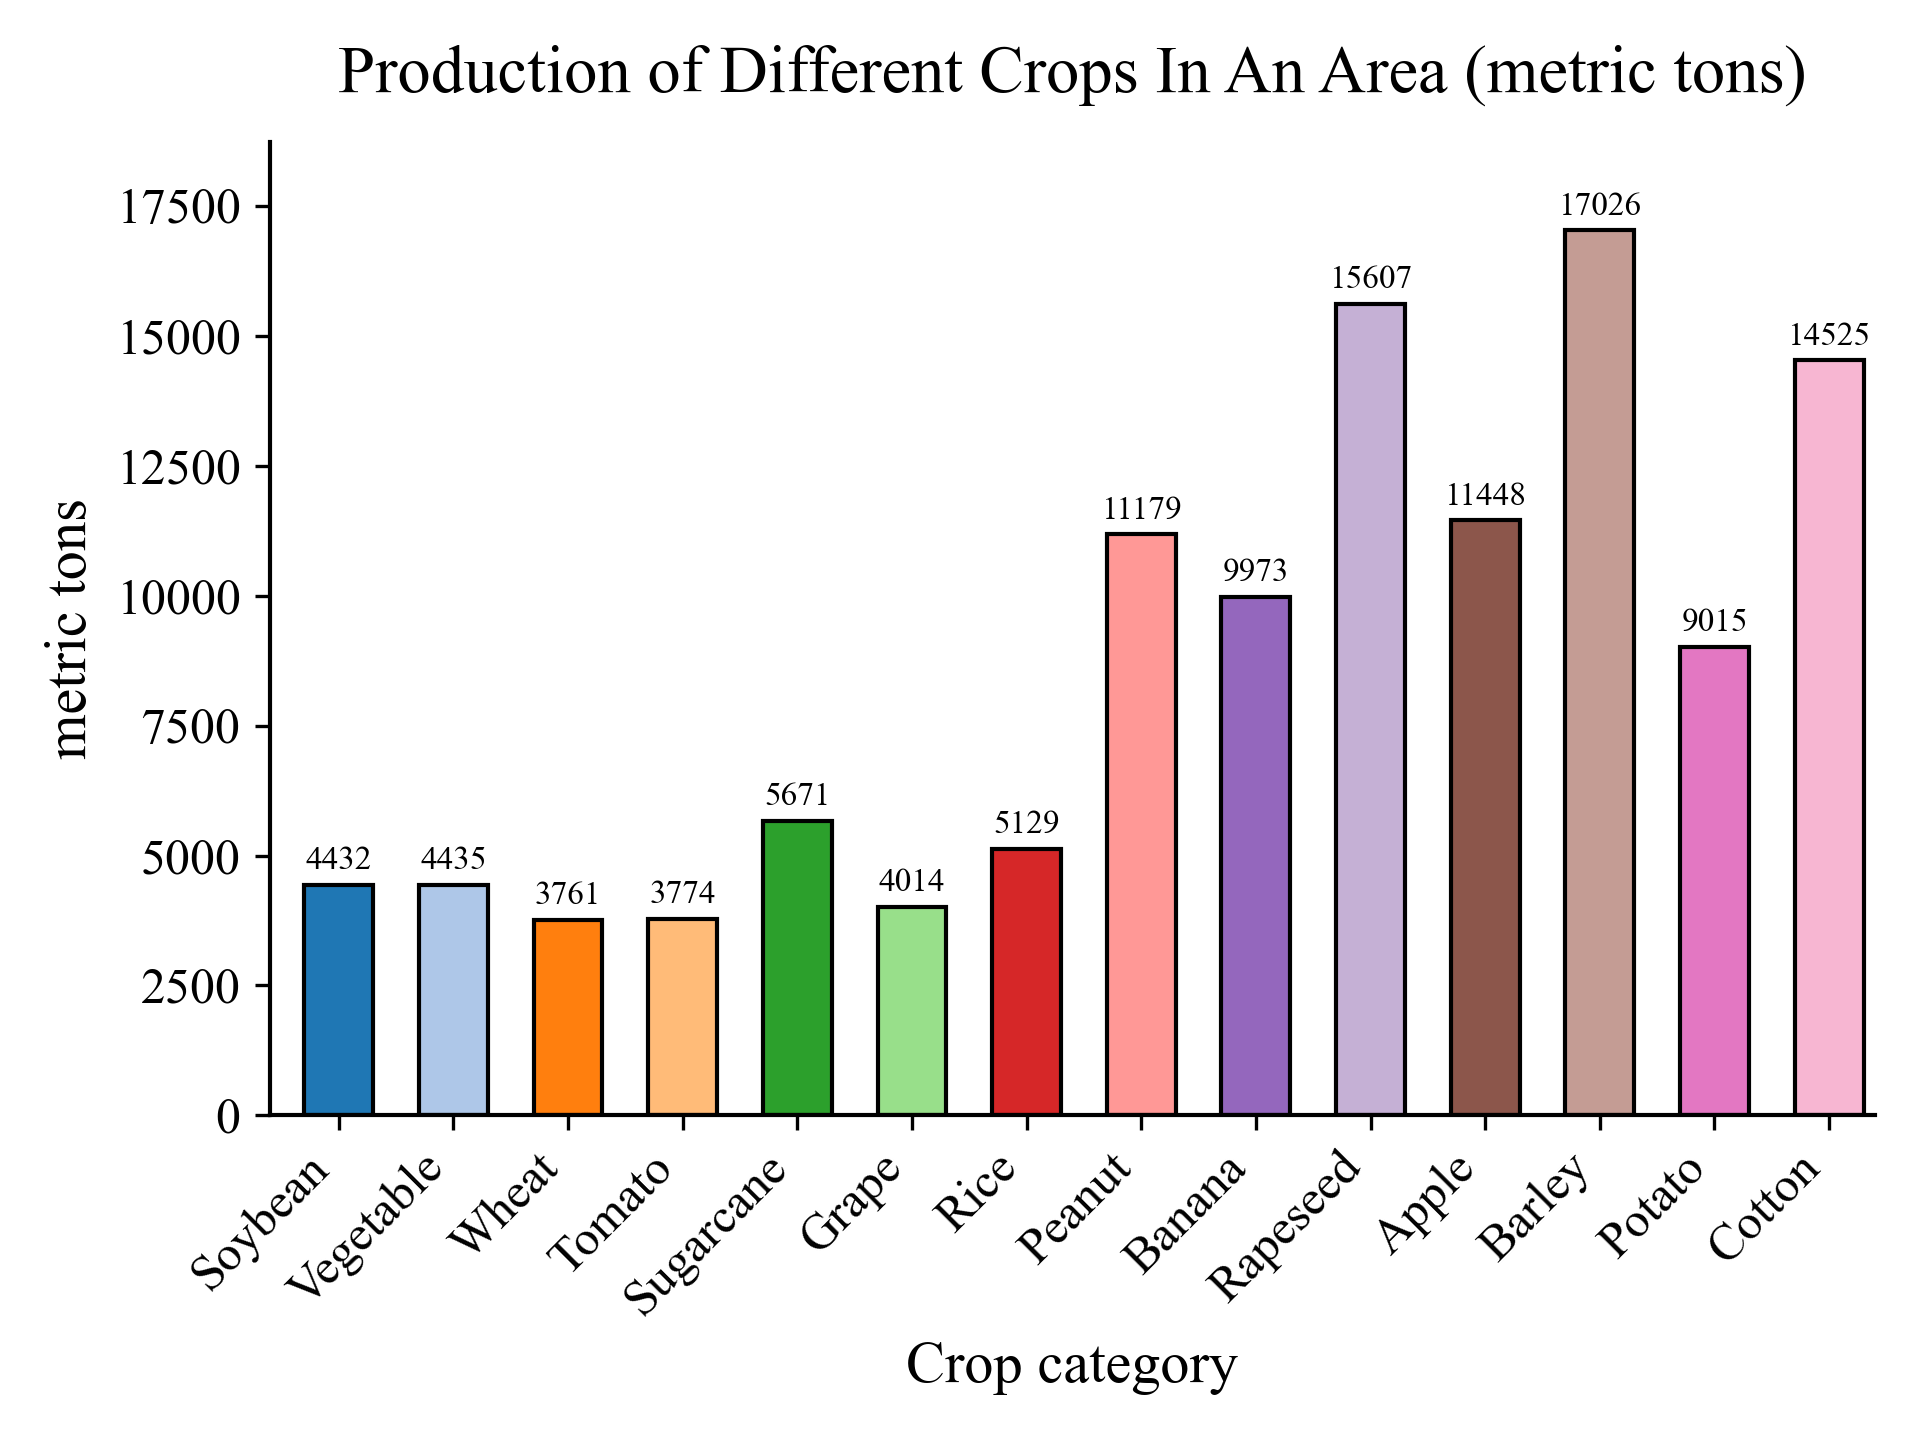 Production of Different Crops In An Area (metric tons)
metric tons
17500
15000
12500
10000
7500
5000
2500
0
4432
4435
3761
3774
5671
4014
5129
11179
9973
15607
11448
17026
9015
14525
Soybean
Vegetable
Wheat
Tomato
Sugarcane
Grape
Rice
Peanut
Banana
Rapeseed
Apple
Barley
Potato
Cotton
Crop category